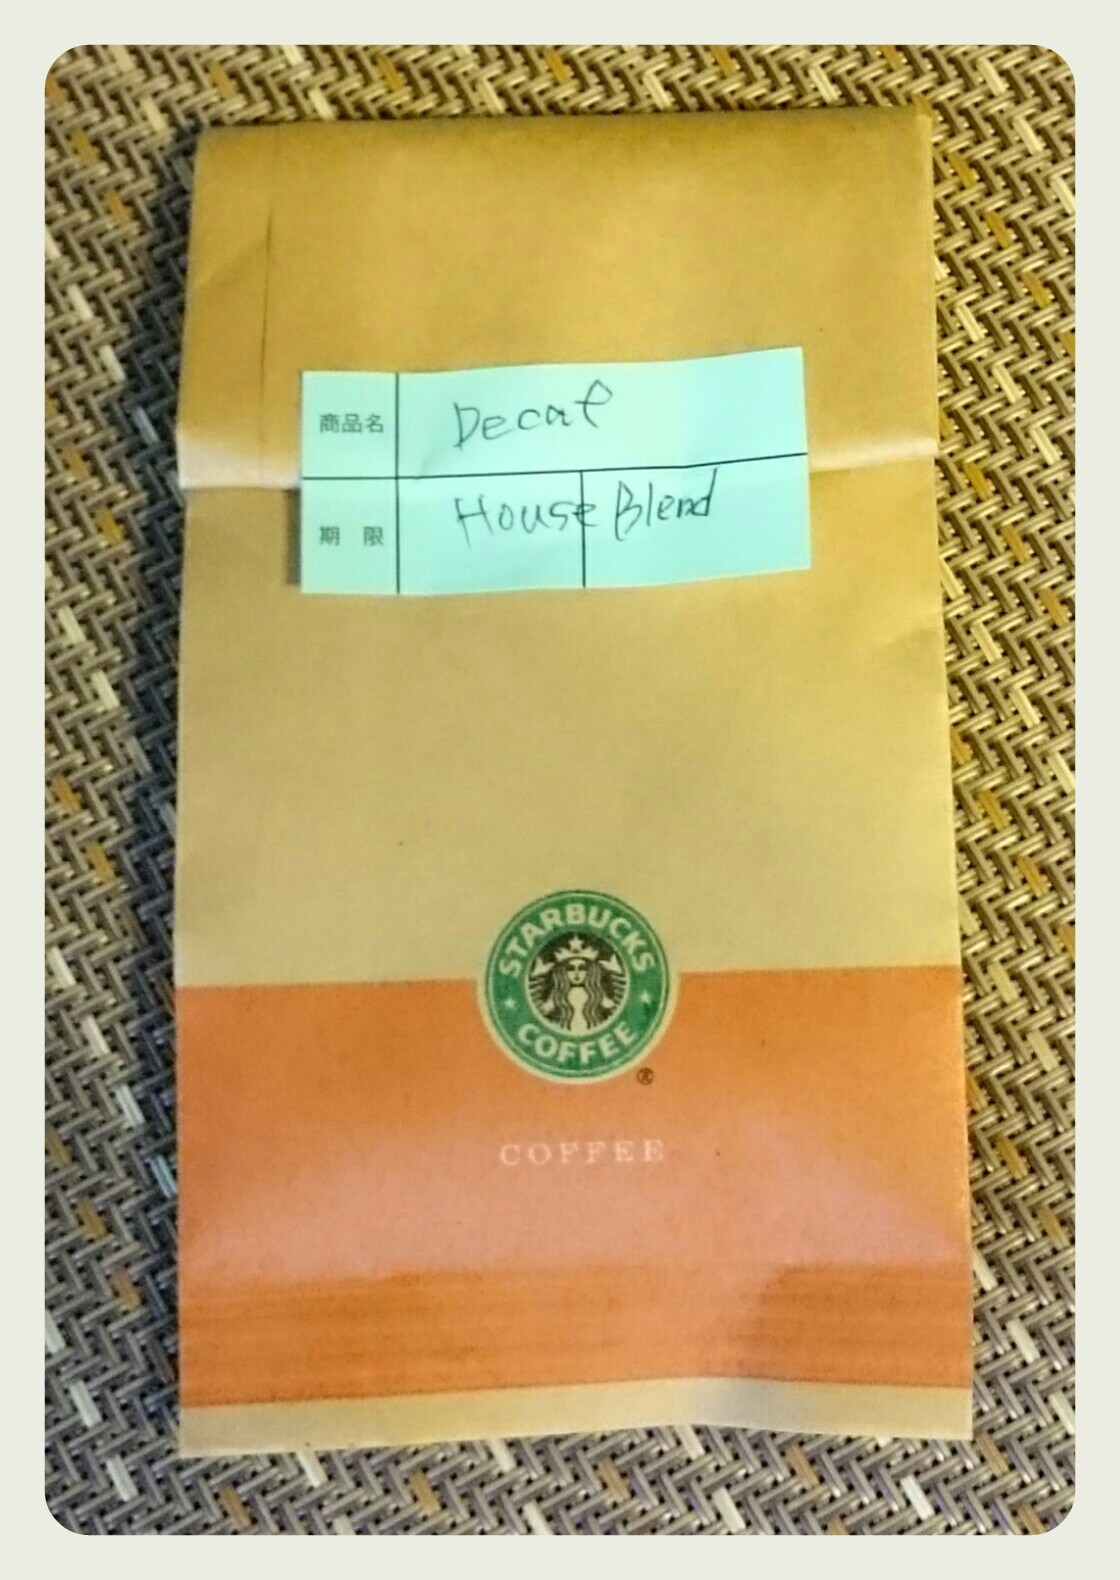 商品名 Decaf
期 限 House Blend
STARBUCKS
COFFEE
®
COFFEE